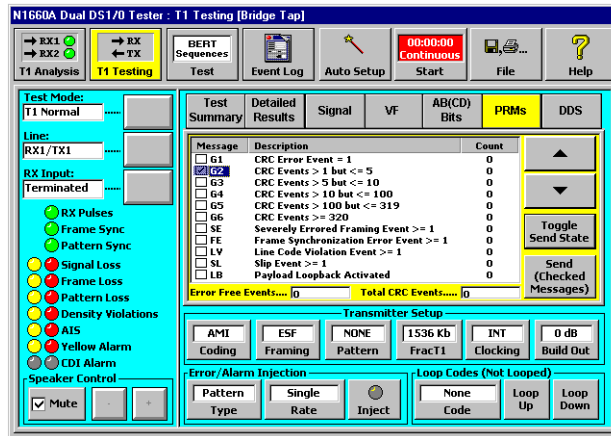 N1660A Dual DS1/0 Tester : T1 Testing [Bridge Tap]
RX1
RX2
T1 Analysis
RX
TX
T1 Testing
BERT
Sequences
Test
Event Log
Auto Setup
00:00:00
Continuous
Start
File
?
Help
Test Mode:
T1 Normal
Line:
RX1/TX1
RX Input:
Terminated
RX Pulses
Frame Sync
Pattern Sync
Signal Loss
Frame Loss
Pattern Loss
Density Violations
AIS
Yellow Alarm
CDI Alarm
Speaker Control
Mute
-
+
Test
Summary
Detailed
Results
Signal
VF
AB(CD)
Bits
PRMs
DDS
Message Description Count
G1 CRC Error Event = 1 0
G2 CRC Events > 1 but <= 5 0
G3 CRC Events > 5 but <= 10 0
G4 CRC Events > 10 but <= 100 0
G5 CRC Events > 100 but <= 319 0
G6 CRC Events >= 320 0
SE Severely Errored Framing Event >= 1 0
FE Frame Synchronization Error Event >= 1 0
LV Line Code Violation Event >= 1 0
SL Slip Event >= 1 0
LB Payload Loopback Activated 0
Error Free Events.... 0 Total CRC Events..... 0
Toggle
Send State
Send
(Checked
Messages)
Transmitter Setup
AMI
Coding
ESF
Framing
NONE
Pattern
1536 Kb
FracT1
INT
Clocking
0 dB
Build Out
Error/Alarm Injection
Pattern
Type
Single
Rate
Inject
Loop Codes (Not Looped)
None
Code
Loop
Up
Loop
Down